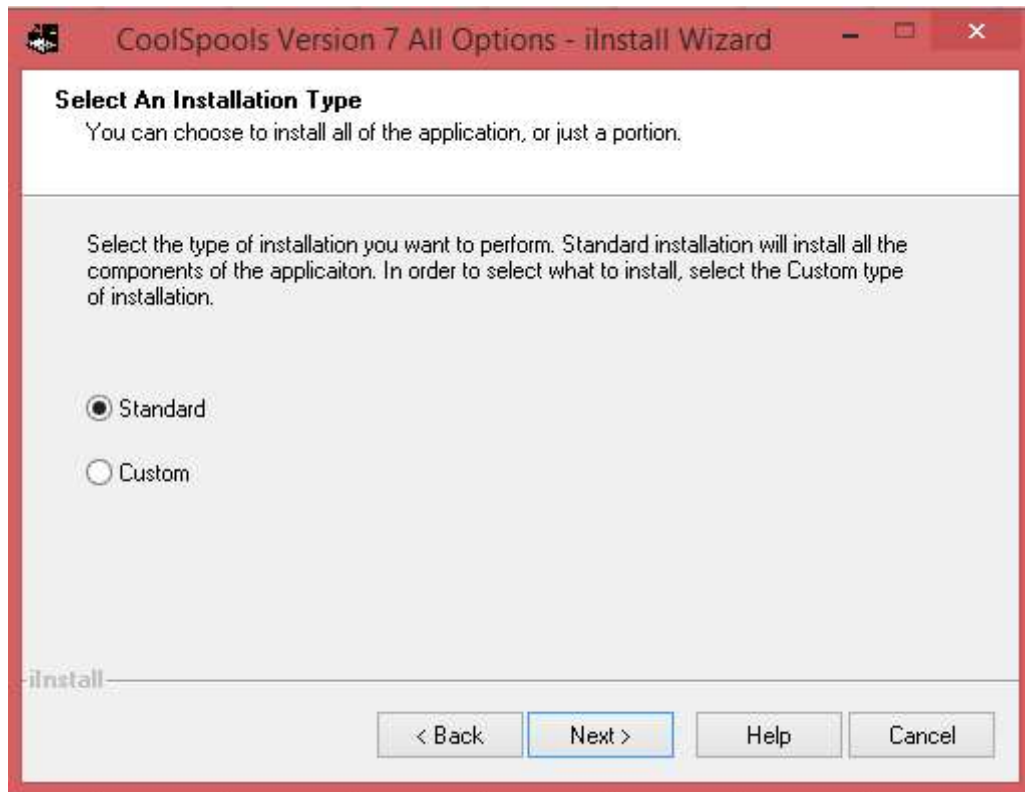 CoolSpools Version 7 All Options - iInstall Wizard
Select An Installation Type
You can choose to install all of the application, or just a portion.
Select the type of installation you want to perform. Standard installation will install all the
components of the applicaiton. In order to select what to install, select the Custom type
of installation.
Standard
Custom
iInstall
< Back Next > Help Cancel